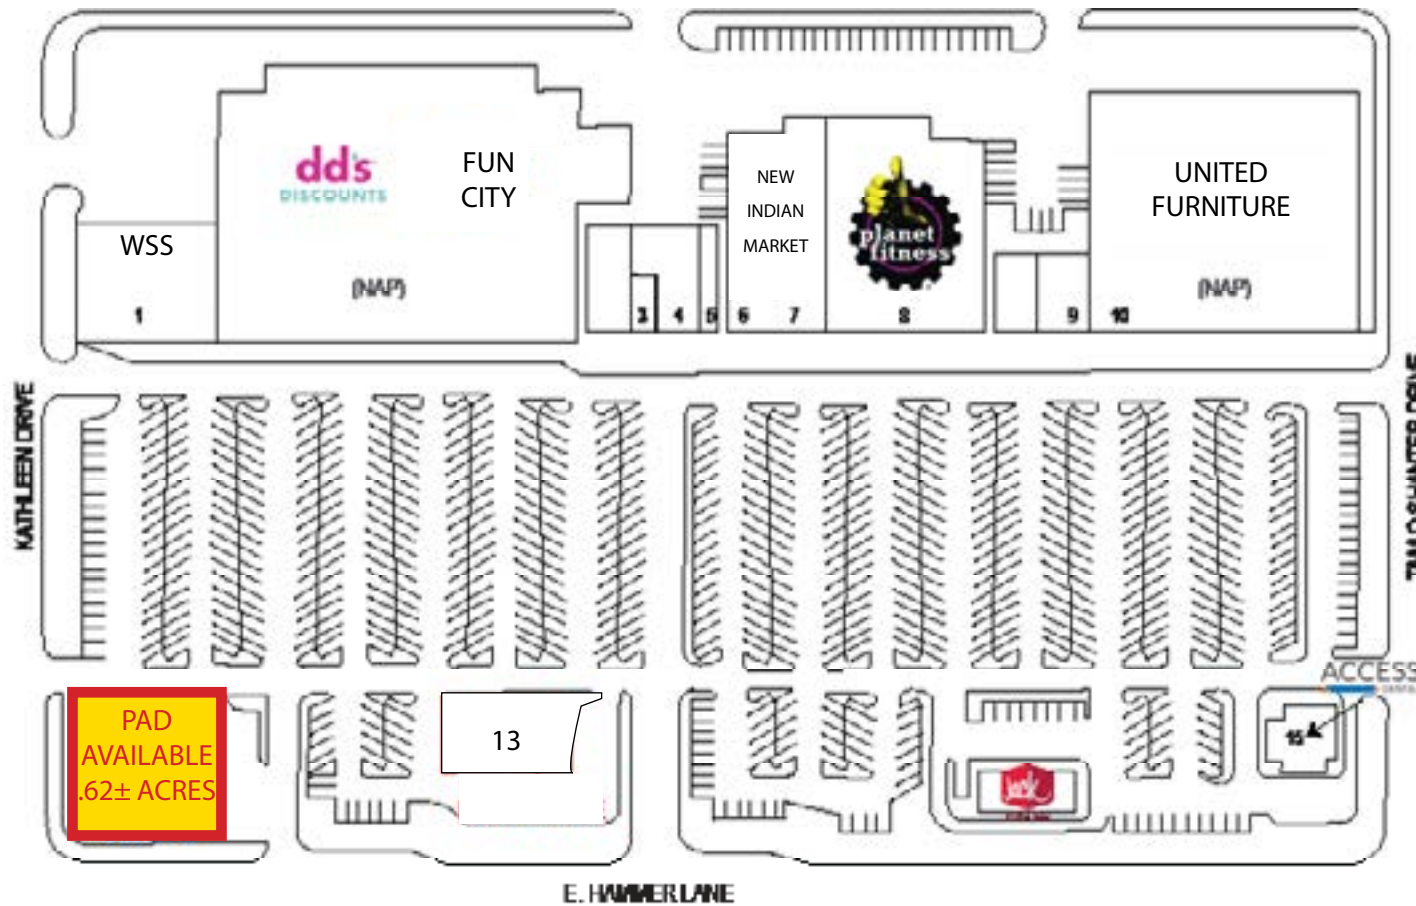 dd's
DISCOUNTS
FUN
CITY
NEW
INDIAN
MARKET
planet
fitness
UNITED
FURNITURE
WSS
(NAP)
(NAP)
1
3
4
5
6
7
8
9
10
KATHLEEN DRIVE
ACCESS
PAD
AVAILABLE
.62± ACRES
13
15
E. HAMMER LANE